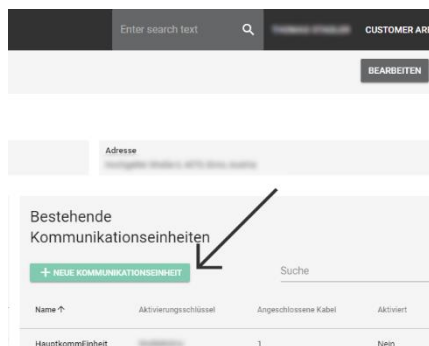 Enter search text CUSTOMER ARE
BEARBEITEN
Adresse
Bestehende
Kommunikationseinheiten
+ NEUE KOMMUNIKATIONSEINHEIT Suche
Name ↑ Aktivierungsschlüssel Angeschlossene Kabel Aktiviert
HauptkommEinheit 1 Nein